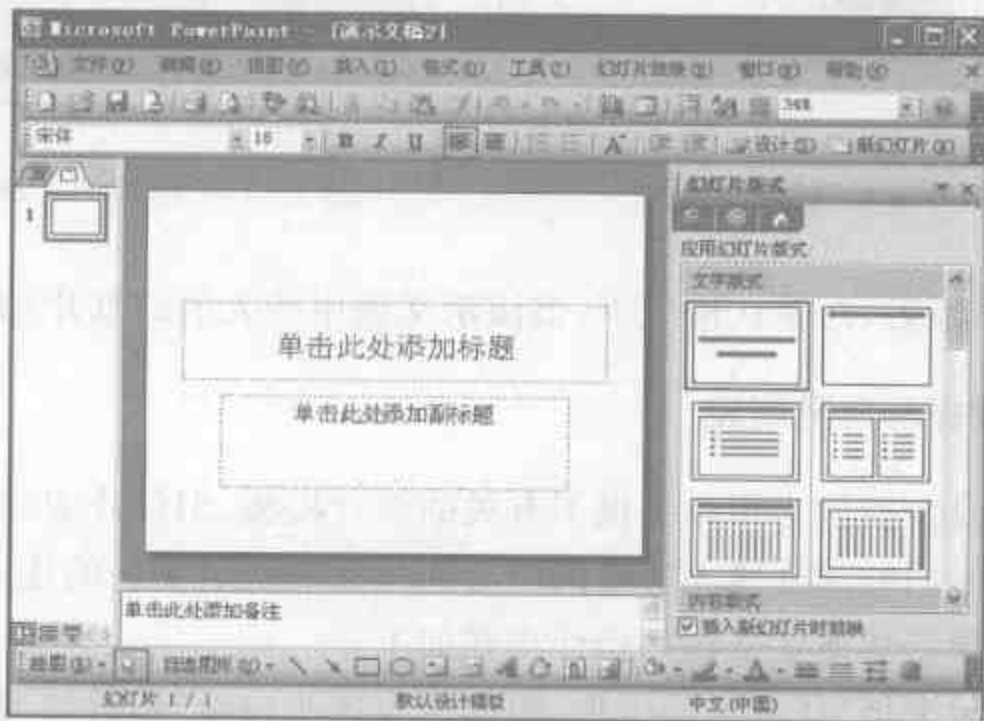 Microsoft PowerPoint - [演示文稿2]
文件(F) 编辑(E) 视图(V) 插入(I) 格式(O) 工具(T) 幻灯片放映(D) 窗口(W) 帮助(H)
34%
宋体 18 B I U 设计(S) 新幻灯片(N)
1
幻灯片版式
应用幻灯片版式:
文字版式
单击此处添加标题
单击此处添加副标题
内容版式
单击此处添加备注
插入新幻灯片时放映
绘图(R) 自选图形(U)
幻灯片 1 / 1 默认设计模板 中文(中国)